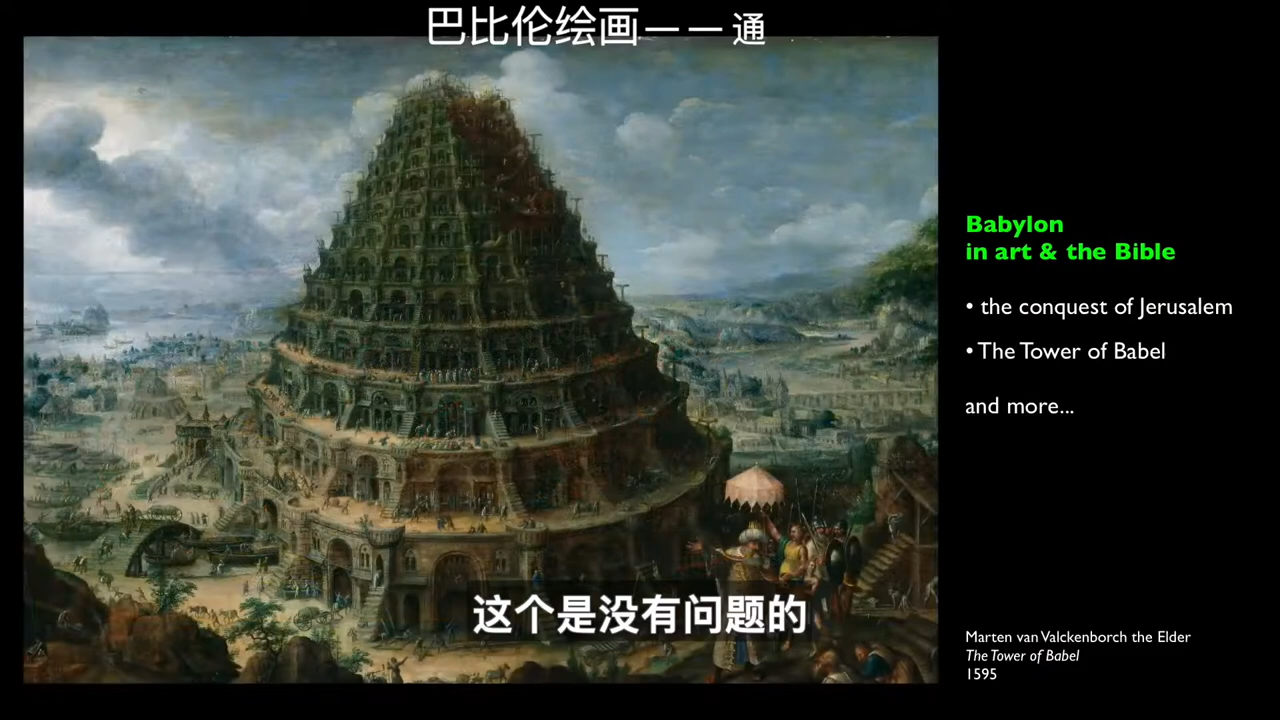 巴比伦绘画——通
Babylon
in art & the Bible
• the conquest of Jerusalem
• The Tower of Babel
and more...
这个是没有问题的
Marten van Valckenborch the Elder
The Tower of Babel
1595